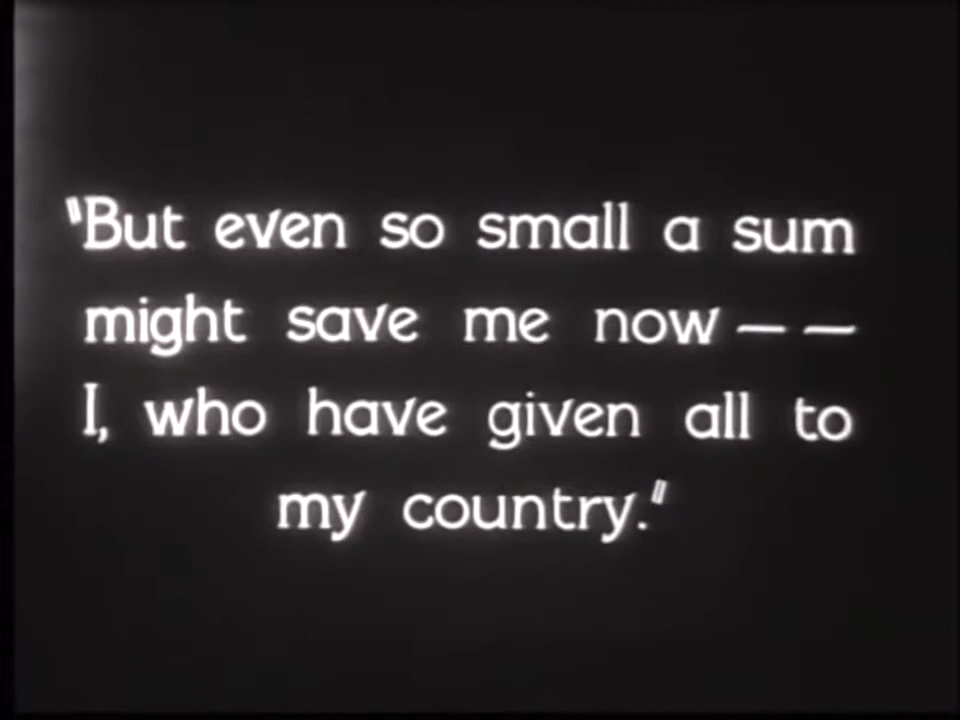 "But even so small a sum
might save me now — —
I, who have given all to
my country."